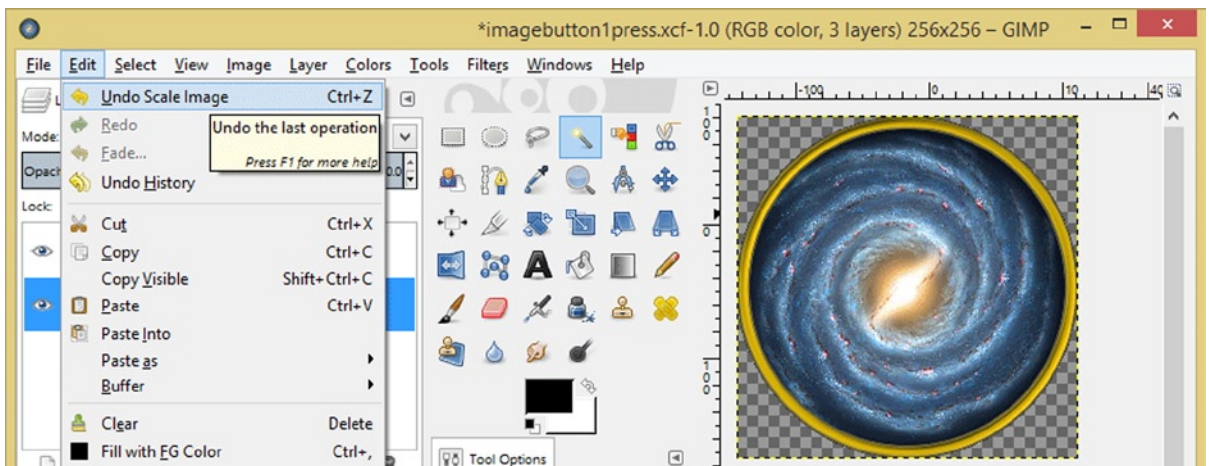 *imagebutton1press.xcf-1.0 (RGB color, 3 layers) 256x256 – GIMP
File Edit Select View Image Layer Colors Tools Filters Windows Help
Undo Scale Image Ctrl+Z
Redo
Undo the last operation
Mode:
Fade...
Press F1 for more help
Undo History
Lock:
Cut Ctrl+X
Copy Ctrl+C
Copy Visible Shift+Ctrl+C
Paste Ctrl+V
Paste Into
Paste as
Buffer
Clear Delete
Fill with FG Color Ctrl+,
Tool Options
-100 0
100
0
100